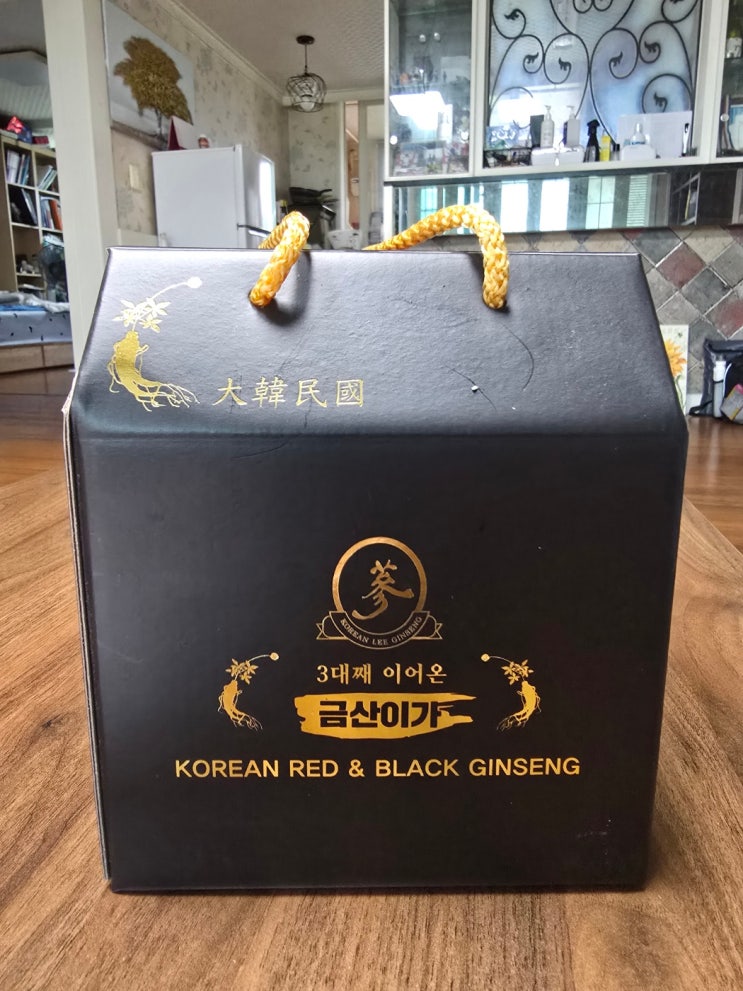 大韓民國
蔘
KOREAN LEE GINSENG
3대째 이어온
금산이가
KOREAN RED & BLACK GINSENG